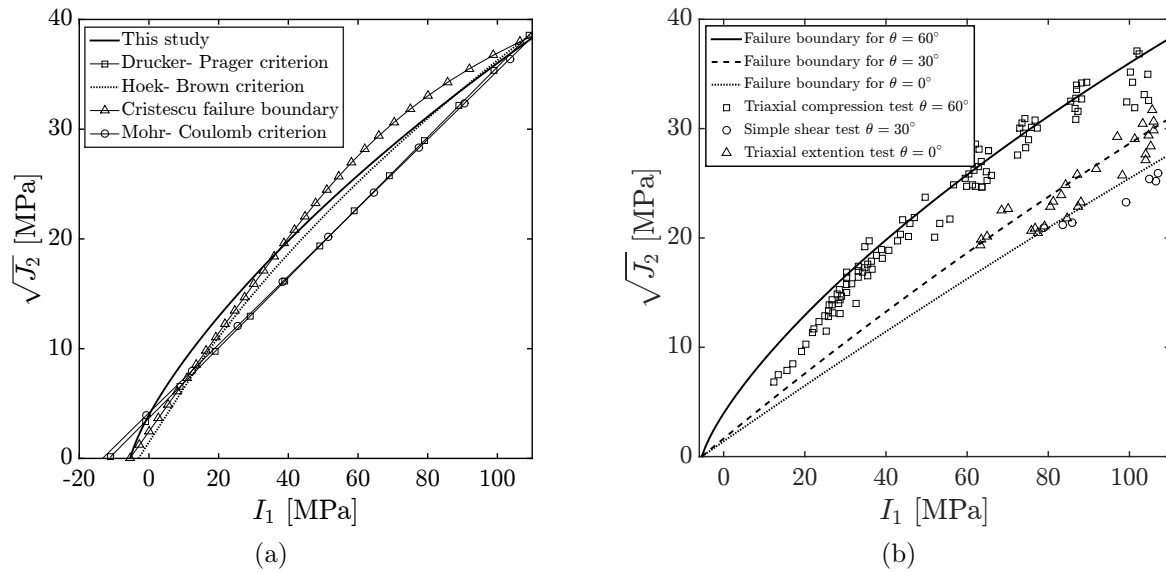 40
30
20
10
0
-20
0
20
40
60
80
100
√J₂ [MPa]
I₁ [MPa]
This study
Drucker- Prager criterion
Hoek- Brown criterion
Cristescu failure boundary
Mohr- Coulomb criterion
(a)
40
30
20
10
0
0
20
40
60
80
100
√J₂ [MPa]
I₁ [MPa]
Failure boundary for θ = 60°
Failure boundary for θ = 30°
Failure boundary for θ = 0°
Triaxial compression test θ = 60°
Simple shear test θ = 30°
Triaxial extention test θ = 0°
(b)